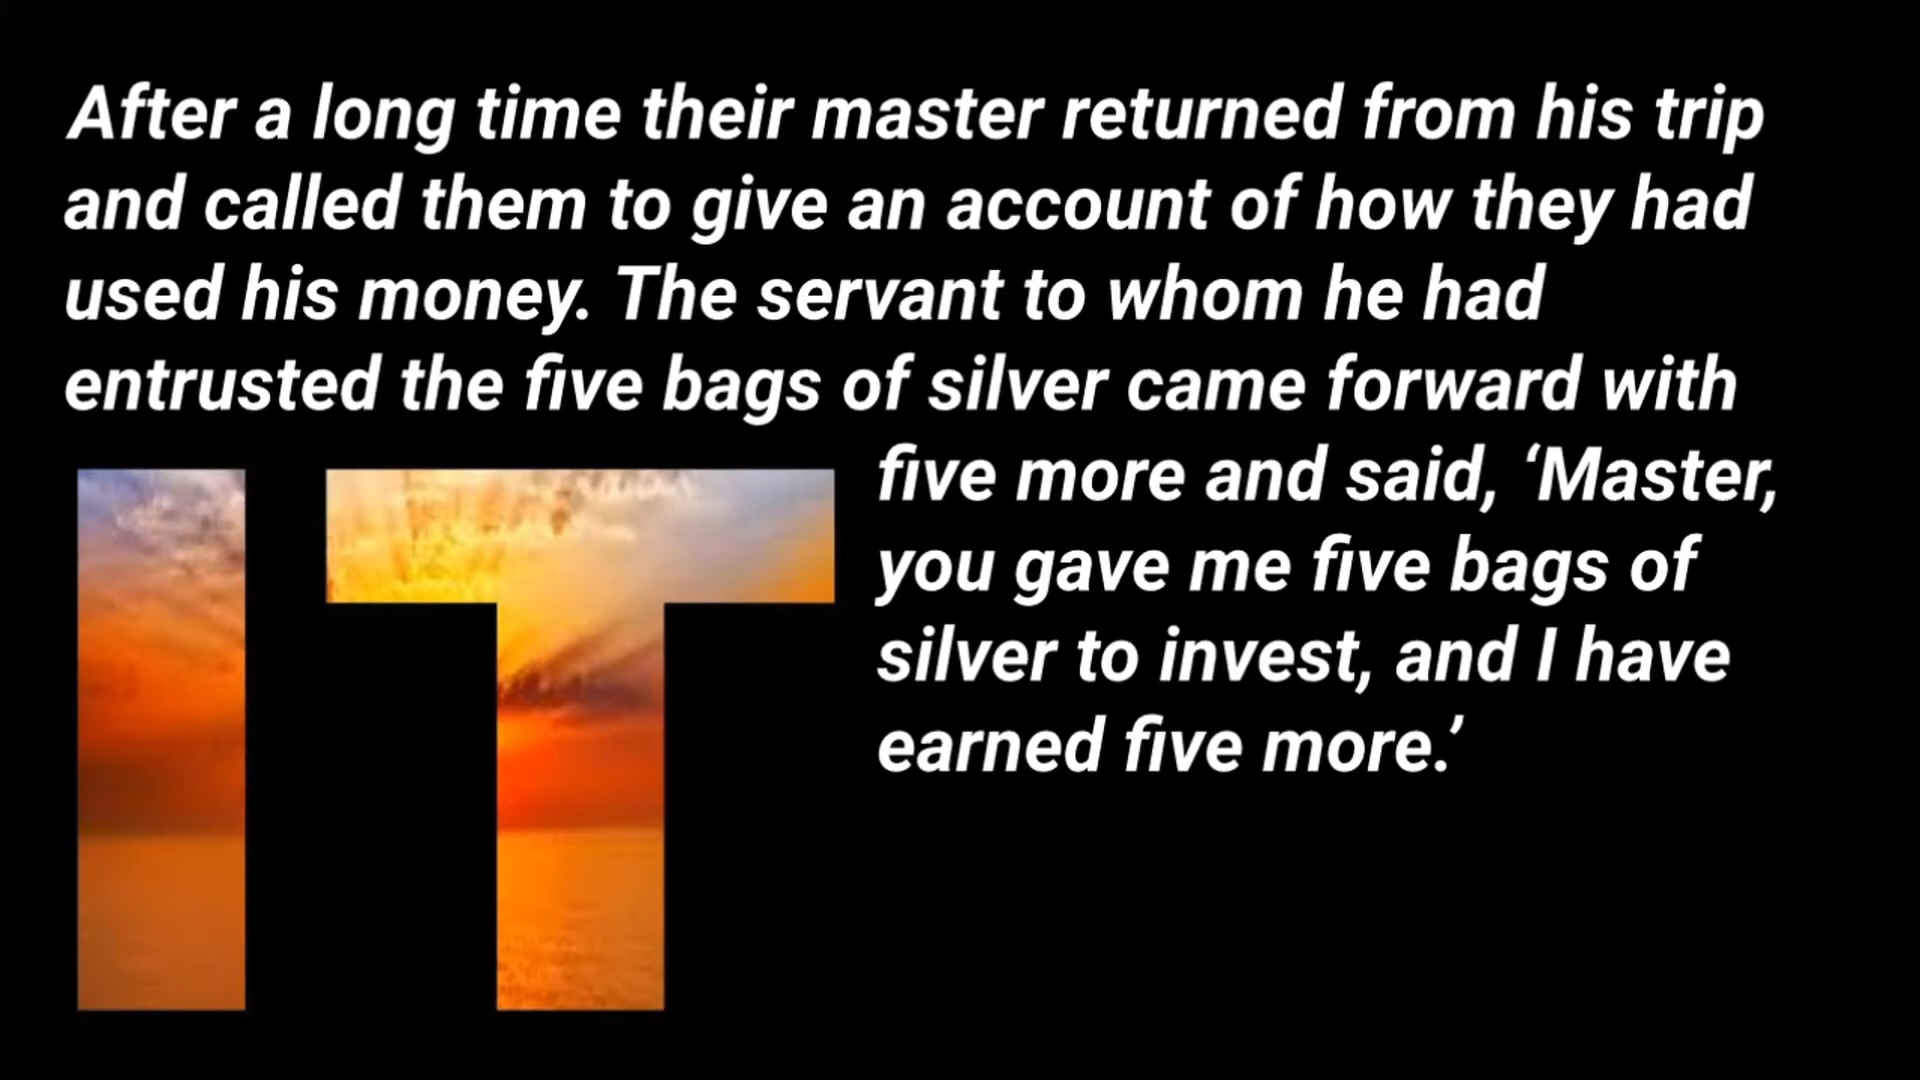 After a long time their master returned from his trip
and called them to give an account of how they had
used his money. The servant to whom he had
entrusted the five bags of silver came forward with
five more and said, ‘Master,
you gave me five bags of
silver to invest, and I have
earned five more.’
IT